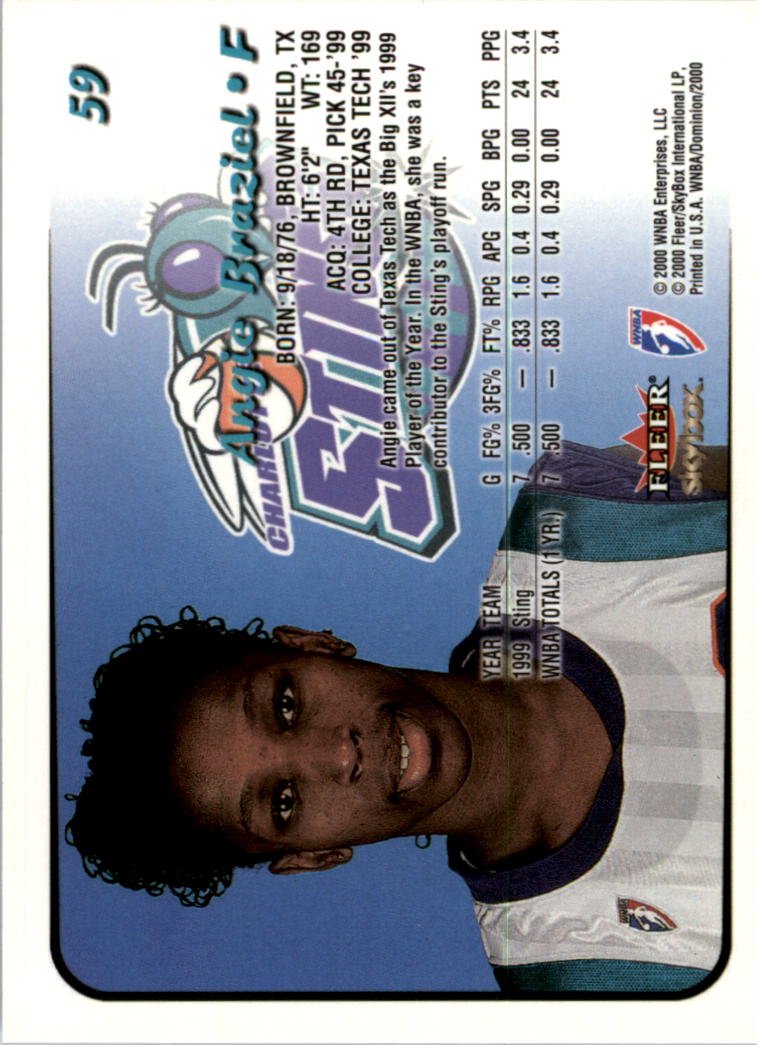 59
Angie Braziel • F
CHARL
STING
BORN: 9/18/76, BROWNFIELD, TX
HT: 6'2" WT: 169
ACQ: 4TH RD, PICK 45-'99
COLLEGE: TEXAS TECH '99
Angie came out of Texas Tech as the Big XII's 1999
Player of the Year. In the WNBA, she was a key
contributor to the Sting's playoff run.
YEAR TEAM G FG% 3FG% FT% RPG APG SPG BPG PTS PPG
1999 Sting 7 .500 — .833 1.6 0.4 0.29 0.00 24 3.4
WNBA TOTALS (1 YR.) 7 .500 — .833 1.6 0.4 0.29 0.00 24 3.4
FLEER®
skybox.
WNBA
© 2000 WNBA Enterprises, LLC
© 2000 Fleer/SkyBox International LP,
Printed in U.S.A. WNBA/Dominion/2000
WNBA